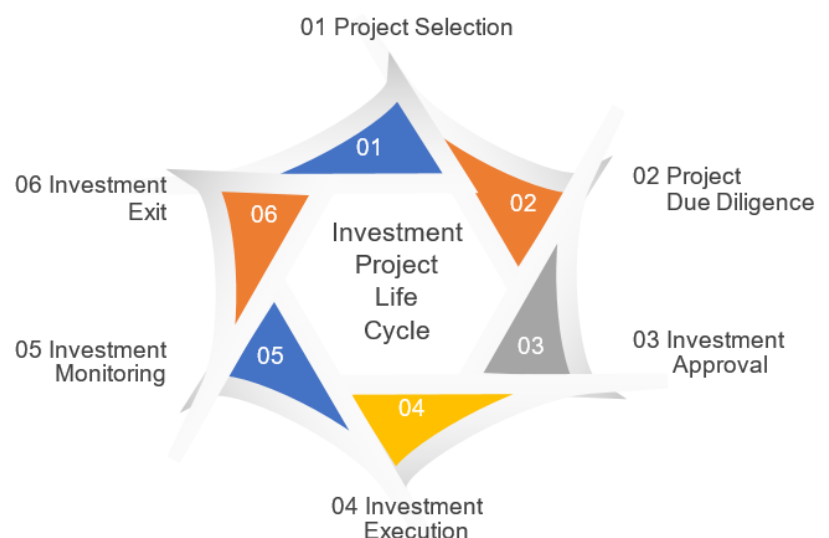 01 Project Selection
01
02
02 Project
Due Diligence
03
03 Investment
Approval
04
04 Investment
Execution
05
05 Investment
Monitoring
06
06 Investment
Exit
Investment
Project
Life
Cycle